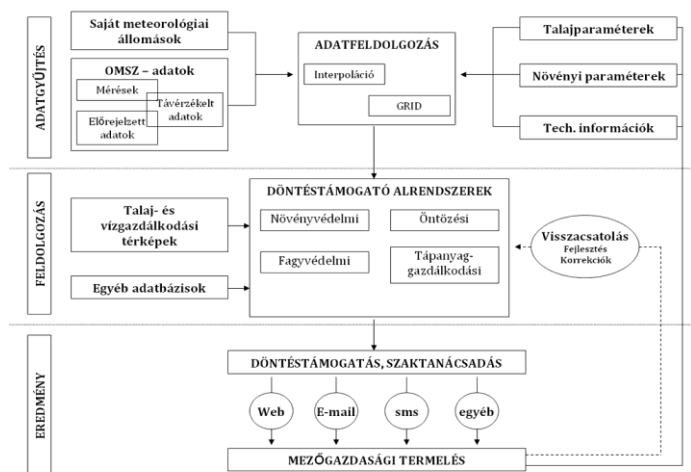 ADATGYŰJTÉS
Saját meteorológiai
állomások
OMSZ – adatok
Mérések
Távérzékelt
adatok
Előrejelzett
adatok
ADATFELDOLGOZÁS
Interpoláció
GRID
Talajparaméterek
Növényi paraméterek
Tech. információk
FELDOLGOZÁS
Talaj- és
vízgazdálkodási
térképek
Egyéb adatbázisok
DÖNTÉSTÁMOGATÓ ALRENDSZEREK
Növényvédelmi
Öntözési
Fagyvédelmi
Tápanyag-
gazdálkodási
Visszacsatolás
Fejlesztés
Korrekciók
EREDMÉNY
DÖNTÉSTÁMOGATÁS, SZAKTANÁCSADÁS
Web
E-mail
sms
egyéb
MEZŐGAZDASÁGI TERMELÉS